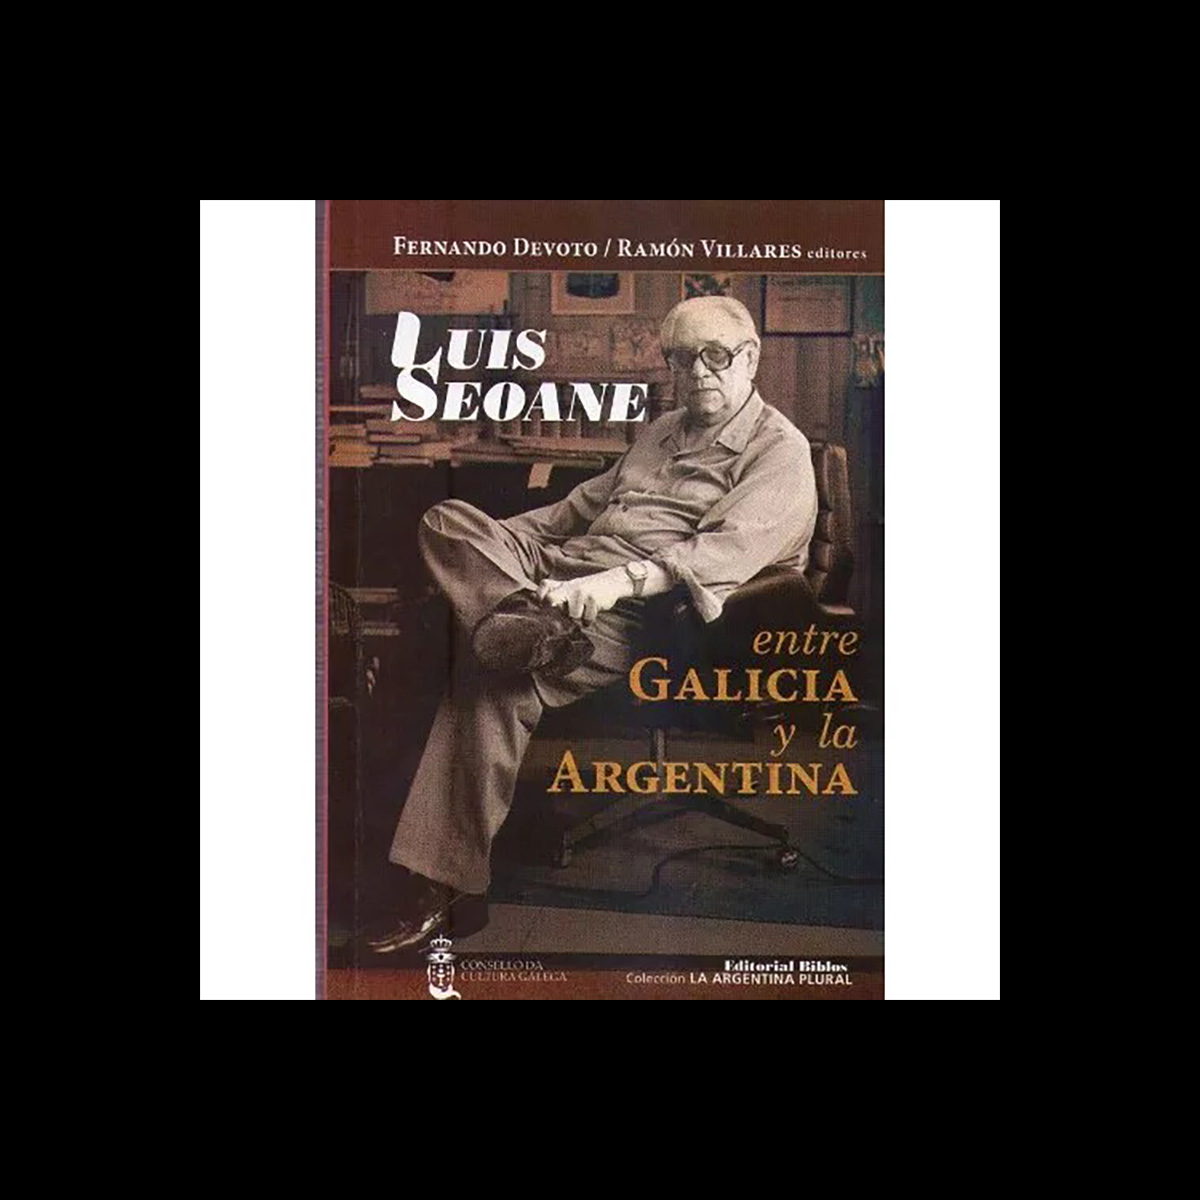 FERNANDO DEVOTO / RAMÓN VILLARES editores
LUIS
SEOANE
entre
GALICIA
y la
ARGENTINA
CONSELLO DA
CULTURA GALEGA
Editorial Biblos
Colección LA ARGENTINA PLURAL